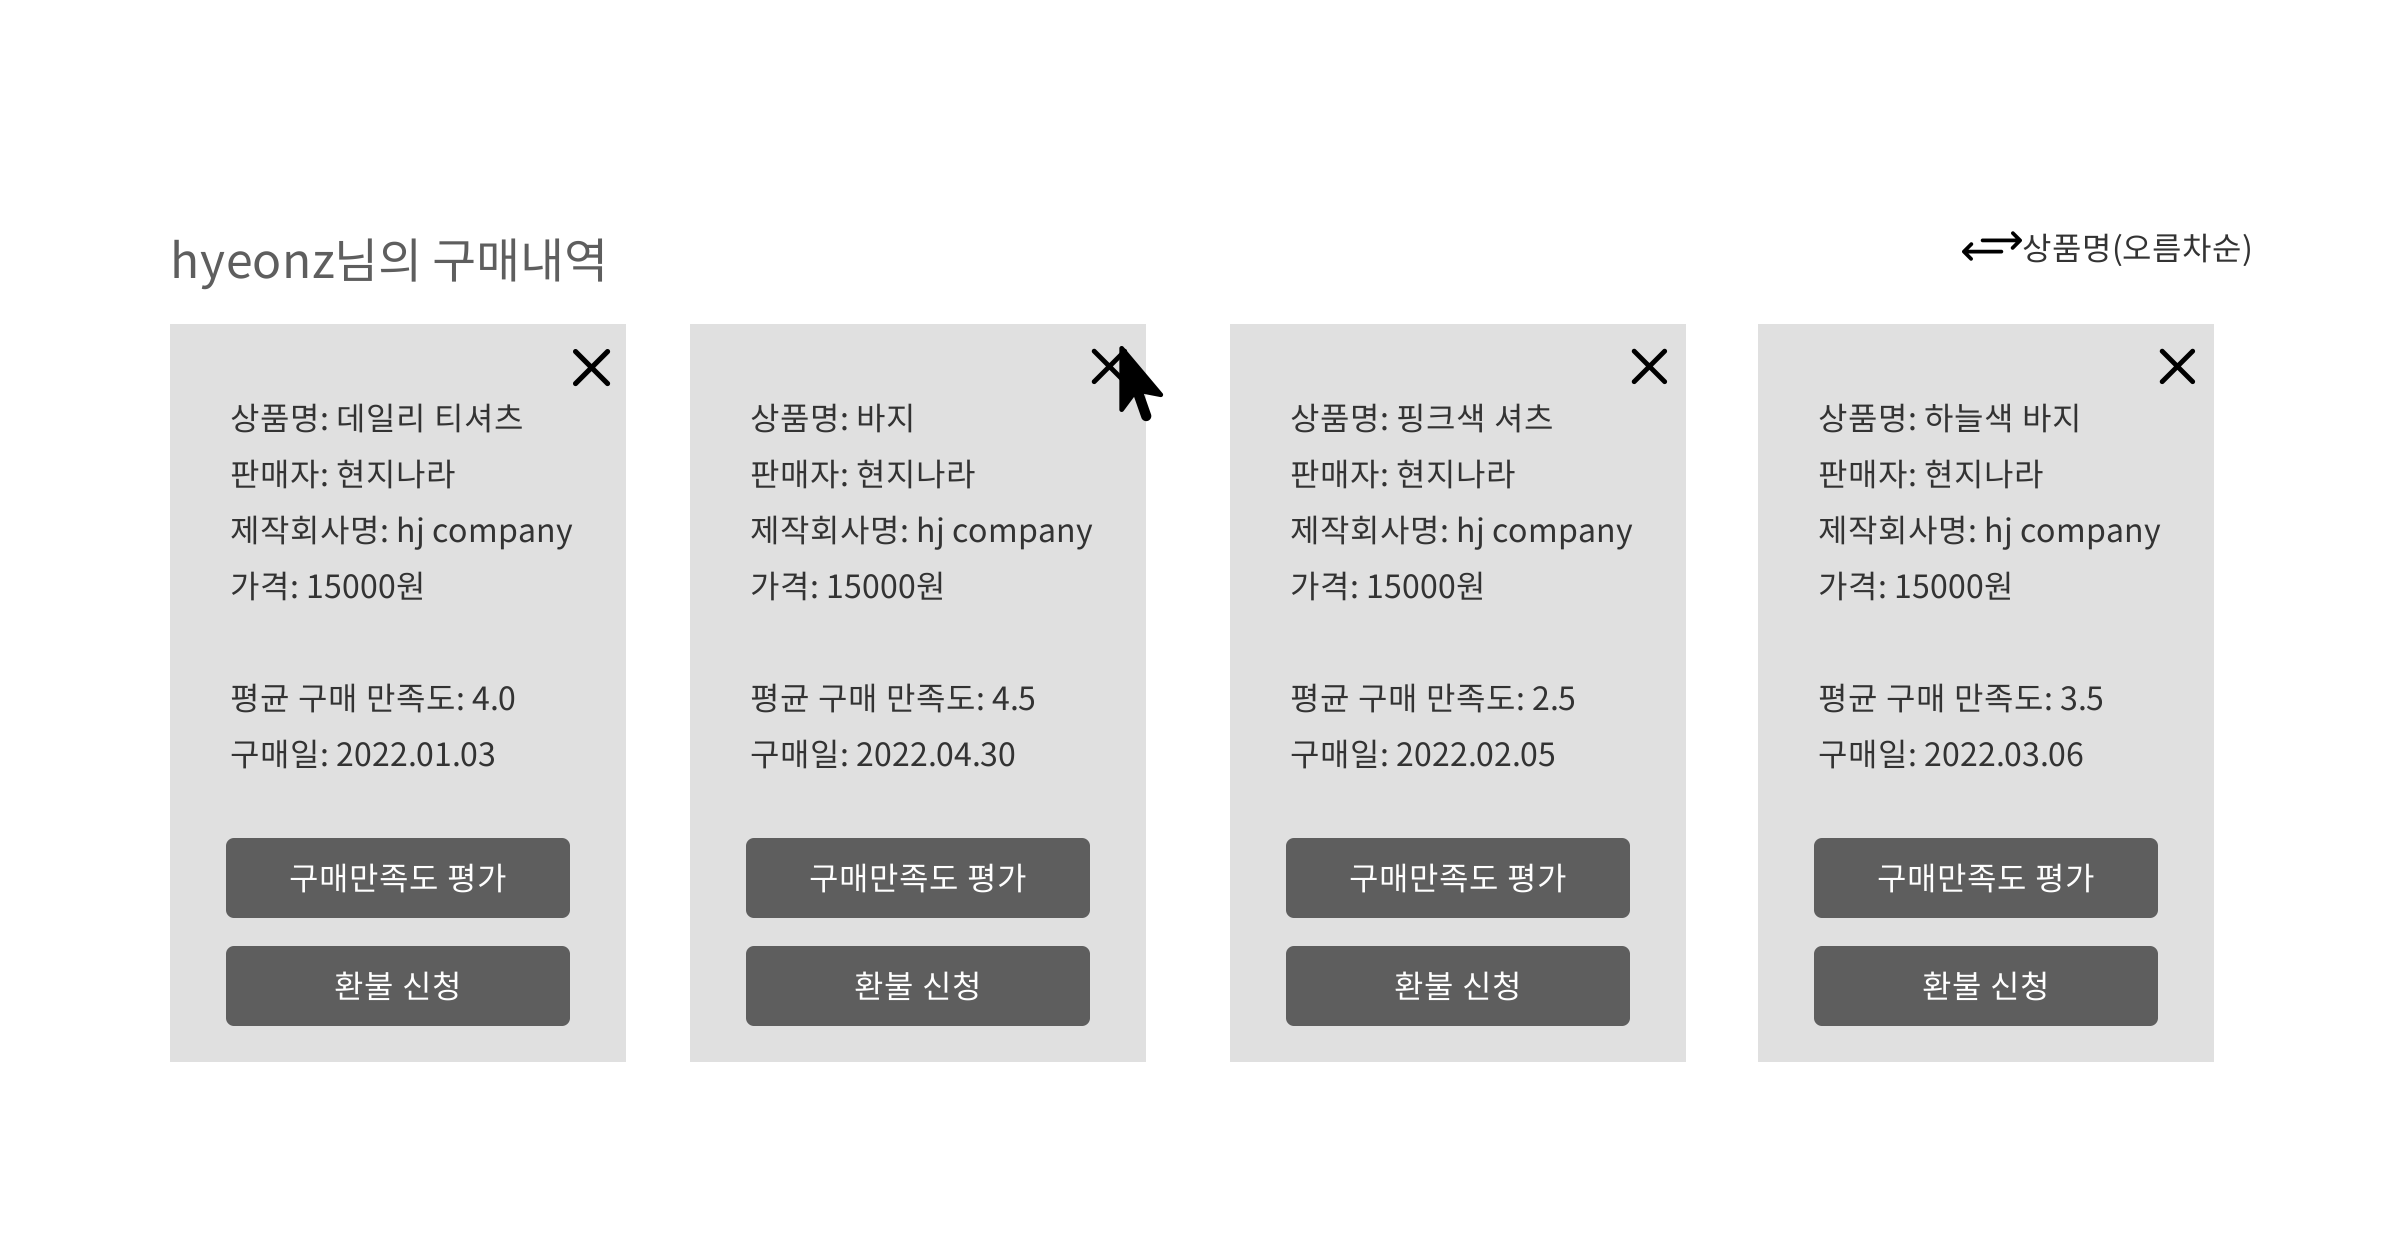 hyeonz님의 구매내역
상품명(오름차순)
상품명: 데일리 티셔츠
판매자: 현지나라
제작회사명: hj company
가격: 15000원
평균 구매 만족도: 4.0
구매일: 2022.01.03
구매만족도 평가
환불 신청
상품명: 바지
판매자: 현지나라
제작회사명: hj company
가격: 15000원
평균 구매 만족도: 4.5
구매일: 2022.04.30
구매만족도 평가
환불 신청
상품명: 핑크색 셔츠
판매자: 현지나라
제작회사명: hj company
가격: 15000원
평균 구매 만족도: 2.5
구매일: 2022.02.05
구매만족도 평가
환불 신청
상품명: 하늘색 바지
판매자: 현지나라
제작회사명: hj company
가격: 15000원
평균 구매 만족도: 3.5
구매일: 2022.03.06
구매만족도 평가
환불 신청